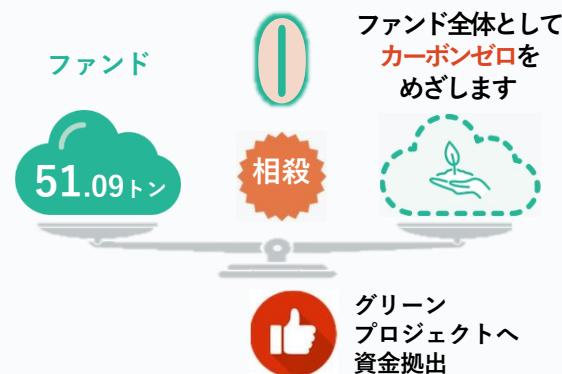 ファンド
0
ファンド全体として
カーボンゼロを
めざします
51.09トン
相殺
グリーン
プロジェクトへ
資金拠出